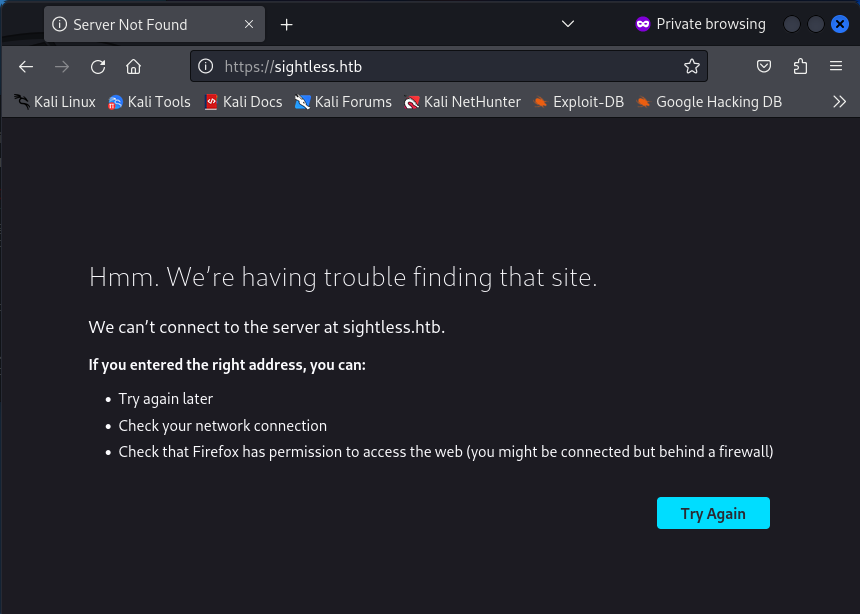 Server Not Found
Private browsing
https://sightless.htb
Kali Linux Kali Tools Kali Docs Kali Forums Kali NetHunter Exploit-DB Google Hacking DB
Hmm. We’re having trouble finding that site.
We can’t connect to the server at sightless.htb.
If you entered the right address, you can:
• Try again later
• Check your network connection
• Check that Firefox has permission to access the web (you might be connected but behind a firewall)
Try Again